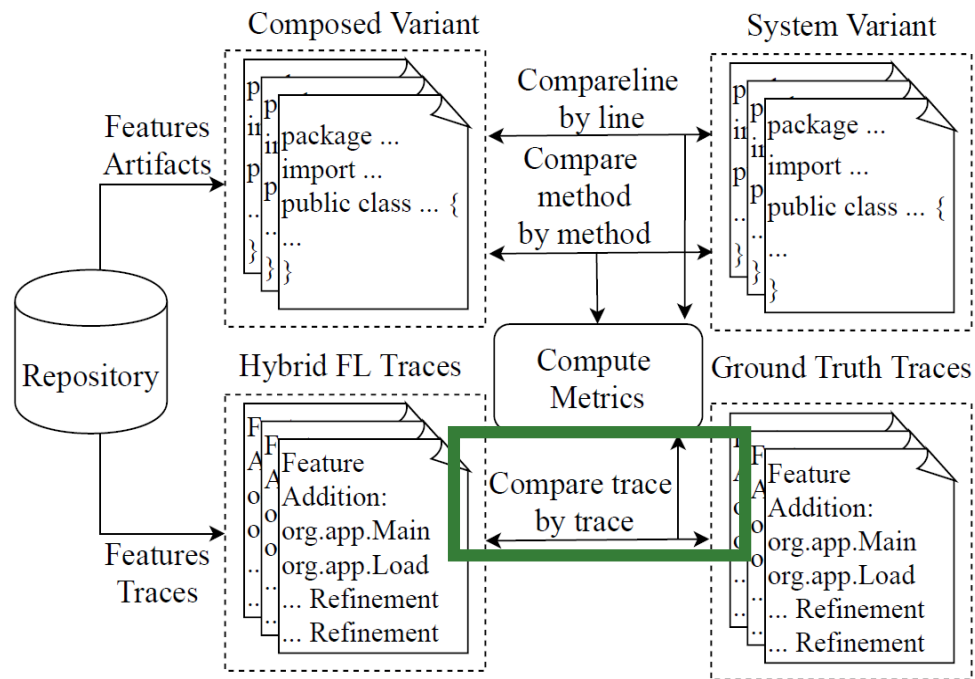 Composed Variant
System Variant
Features
Artifacts
p
i
p
..
}
p
i
p
..
}
package ...
import ...
public class ... {
...
}
Compareline
by line
Compare
method
by method
p
in
p
..
}
p
in
p
..
}
package ...
import ...
public class ... {
...
}
Repository
Compute
Metrics
Hybrid FL Traces
Ground Truth Traces
Features
Traces
F
A
o
o
..
..
F
A
o
o
..
..
Feature
Addition:
org.app.Main
org.app.Load
... Refinement
... Refinement
Compare trace
by trace
F
A
o
o
..
..
F
A
o
o
..
..
Feature
Addition:
org.app.Main
org.app.Load
... Refinement
... Refinement